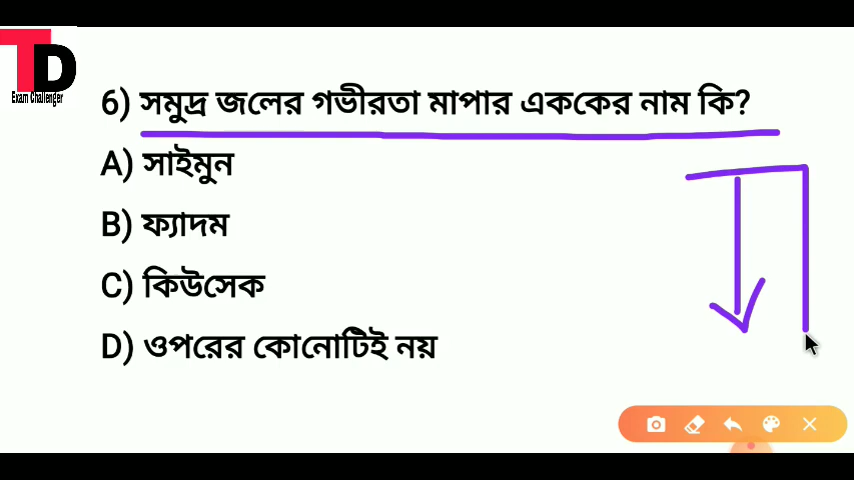 TD
Exam Challenger
6) সমুদ্র জলের গভীরতা মাপার এককের নাম কি?
A) সাইমুন
B) ফ্যাদম
C) কিউসেক
D) ওপরের কোনোটিই নয়